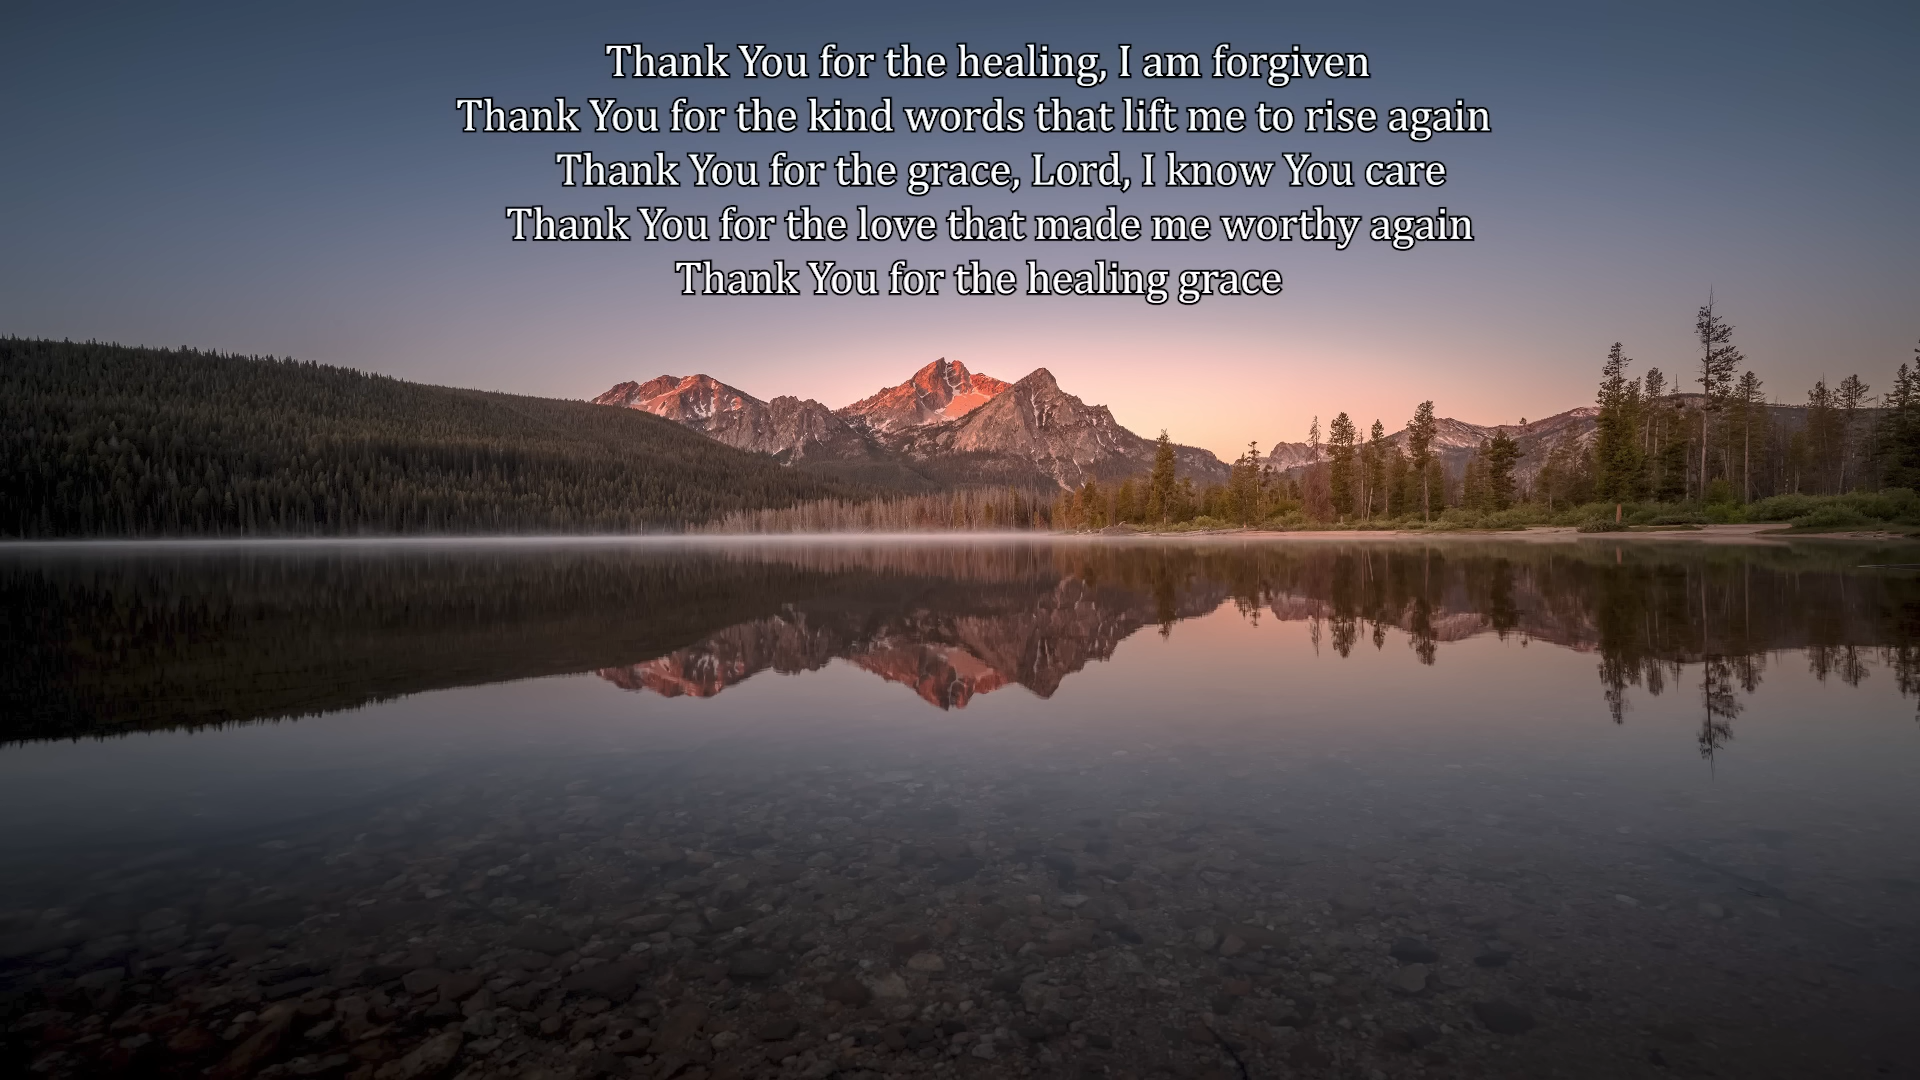 Thank You for the healing, I am forgiven
Thank You for the kind words that lift me to rise again
Thank You for the grace, Lord, I know You care
Thank You for the love that made me worthy again
Thank You for the healing grace